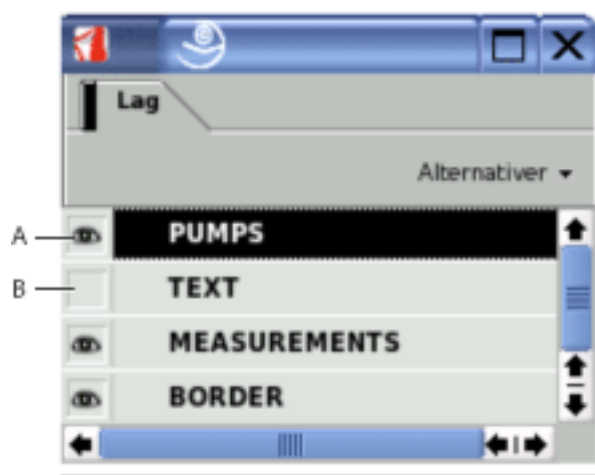 Lag
Alternativer
A PUMPS
B TEXT
MEASUREMENTS
BORDER